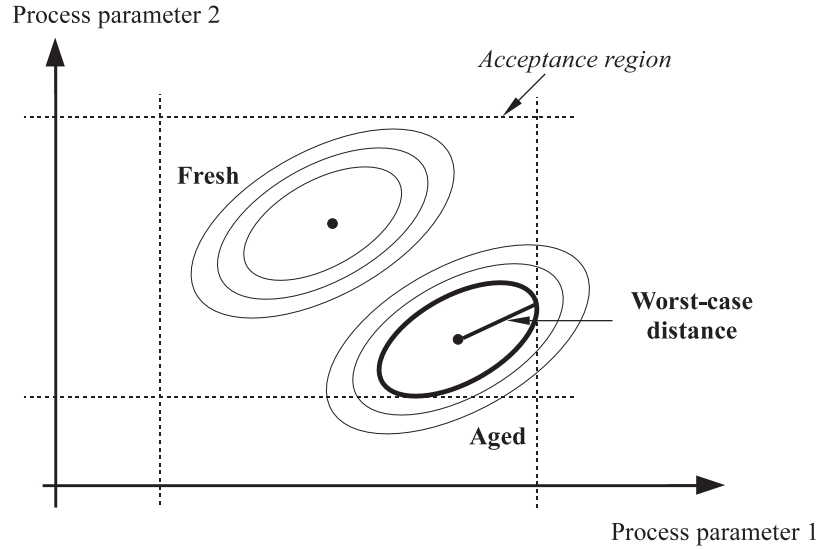 Process parameter 2
Acceptance region
Fresh
Worst-case
distance
Aged
Process parameter 1